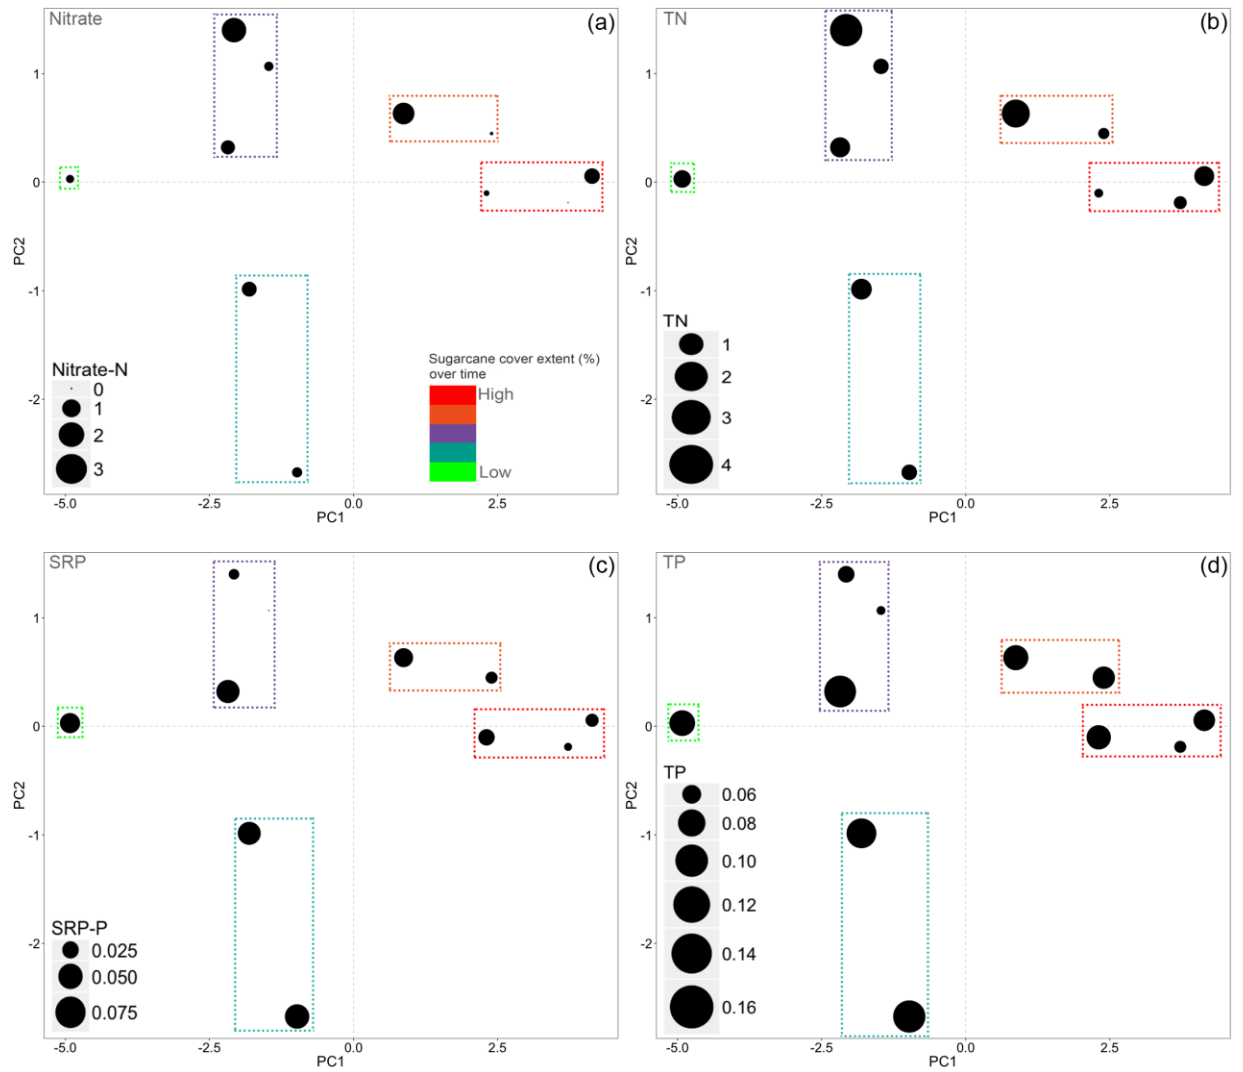 Nitrate
(a)
1
0
-1
-2
PC2
Nitrate-N
0
1
2
3
Sugarcane cover extent (%)
over time
High
Low
-5.0
-2.5
0.0
2.5
PC1
TN
(b)
1
0
-1
-2
PC2
TN
1
2
3
4
-5.0
-2.5
0.0
2.5
PC1
SRP
(c)
1
0
-1
-2
PC2
SRP-P
0.025
0.050
0.075
-5.0
-2.5
0.0
2.5
PC1
TP
(d)
1
0
-1
-2
PC2
TP
0.06
0.08
0.10
0.12
0.14
0.16
-5.0
-2.5
0.0
2.5
PC1